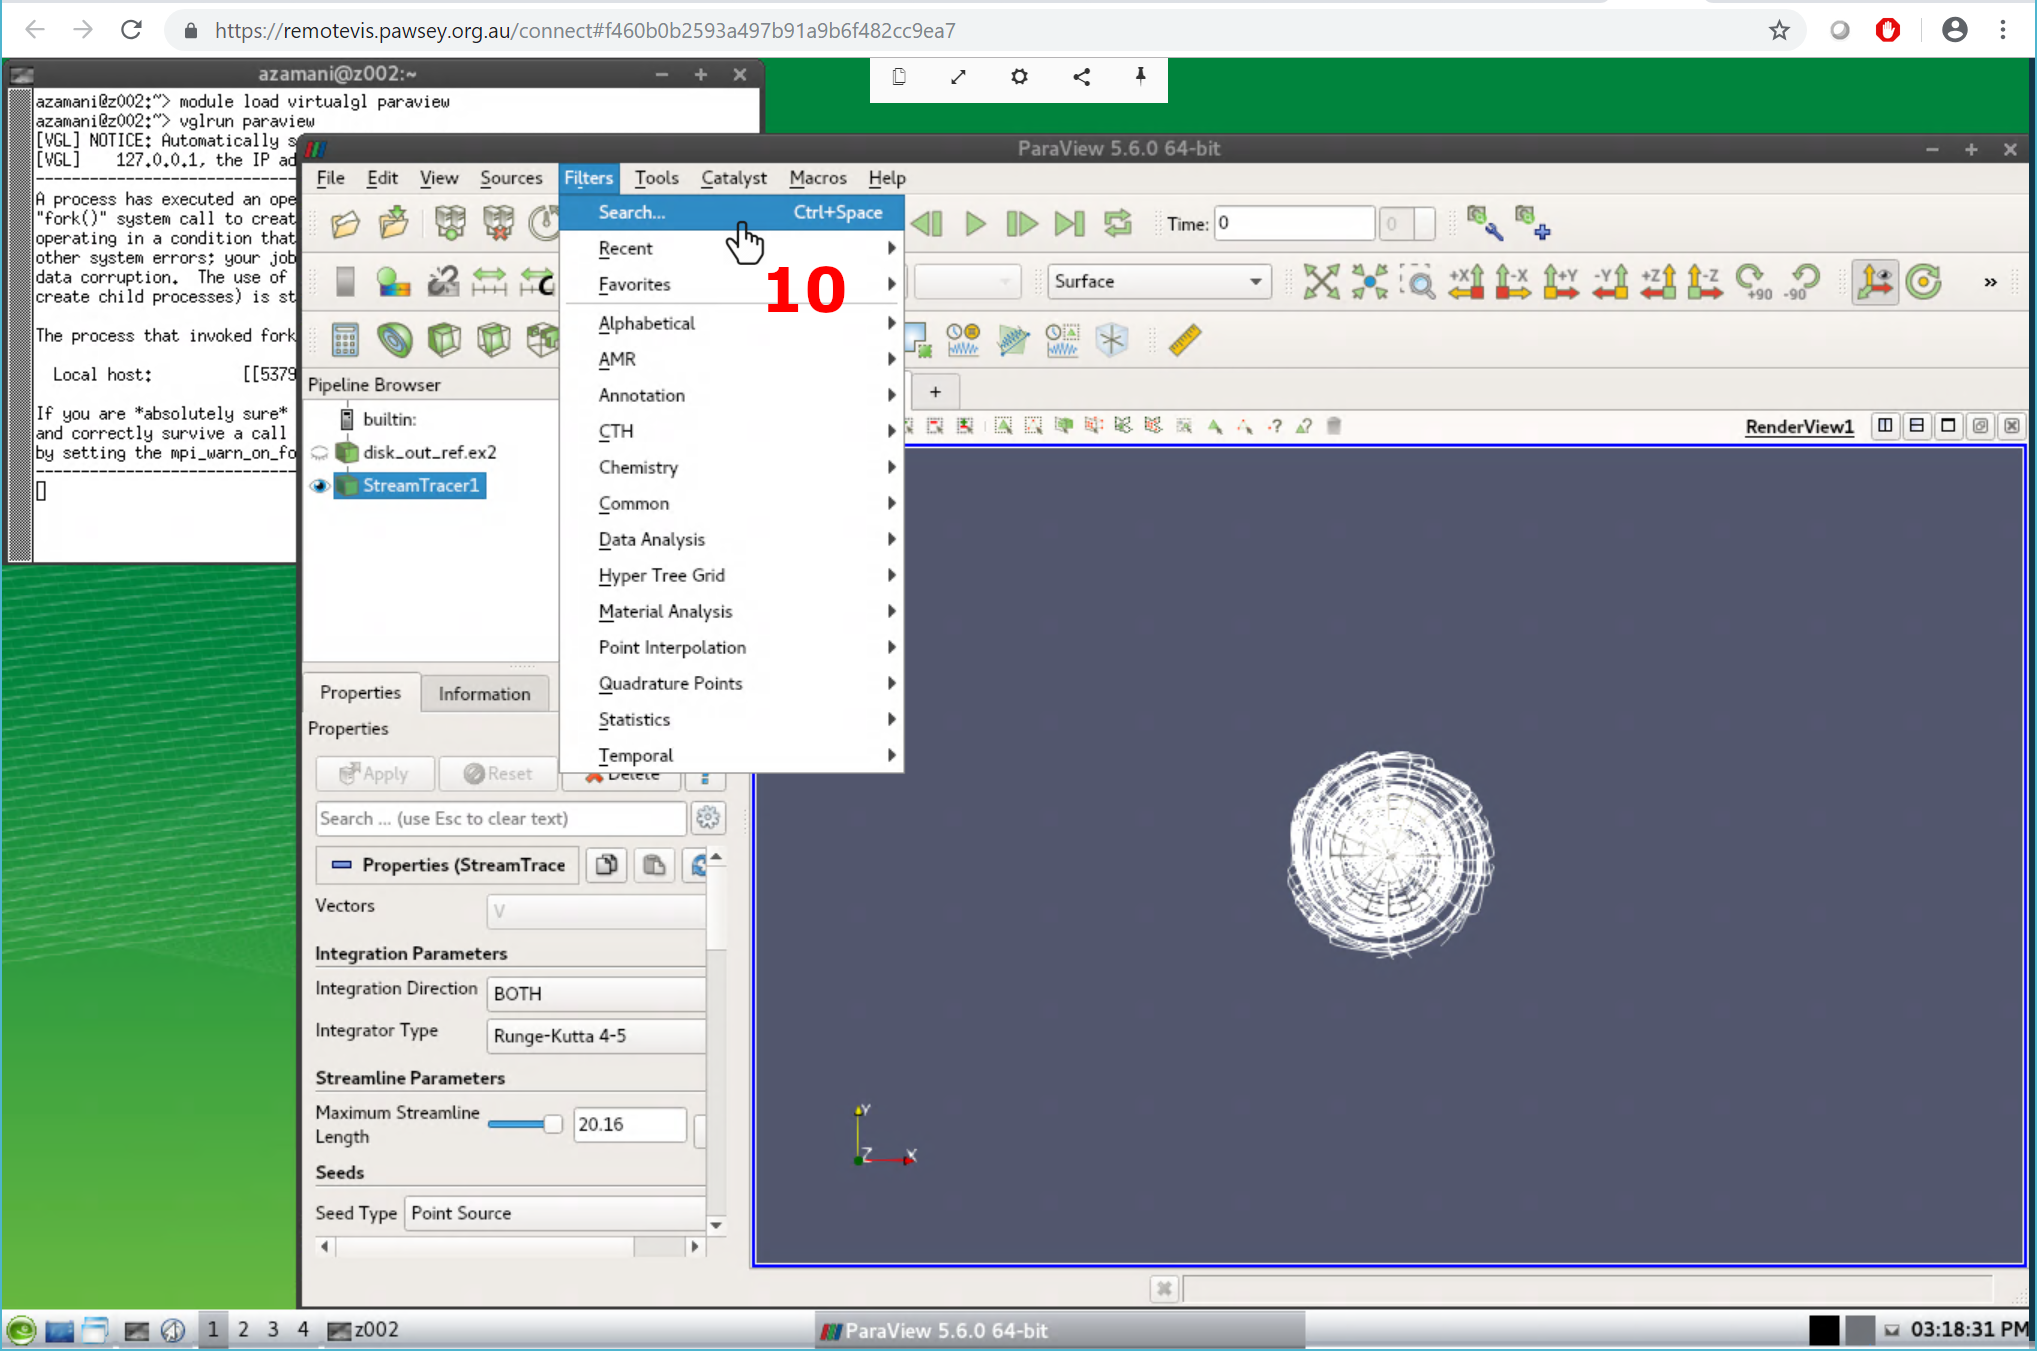 https://remotevis.pawsey.org.au/connect#f460b0b2593a497b91a9b6f482cc9ea7
azamani@z002:~
azamani@z002:~> module load virtualgl paraview
azamani@z002:~> vglrun paraview
[VGL] NOTICE: Automatically s
[VGL]    127.0.0.1, the IP ad
A process has executed an ope
"fork()" system call to creat
operating in a condition that
other system errors; your job
data corruption.  The use of
create child processes) is st
The process that invoked fork
Local host:          [[5379
If you are *absolutely sure*
and correctly survive a call
by setting the mpi_warn_on_fo
ParaView 5.6.0 64-bit
File Edit View Sources Filters Tools Catalyst Macros Help
Search... Ctrl+Space
Recent
Favorites
10
Alphabetical
AMR
Annotation
CTH
Chemistry
Common
Data Analysis
Hyper Tree Grid
Material Analysis
Point Interpolation
Quadrature Points
Statistics
Temporal
Time: 0 0
Surface
+X -X +Y -Y +Z -Z +90 -90 »
C
+
RenderView1
Pipeline Browser
builtin:
disk_out_ref.ex2
StreamTracer1
Properties Information
Properties
Apply Reset Delete ?
Search ... (use Esc to clear text)
Properties (StreamTrace
Vectors V
Integration Parameters
Integration Direction BOTH
Integrator Type Runge-Kutta 4-5
Streamline Parameters
Maximum Streamline
Length 20.16
Seeds
Seed Type Point Source
Y
Z X
1 2 3 4 z002 ParaView 5.6.0 64-bit 03:18:31 PM